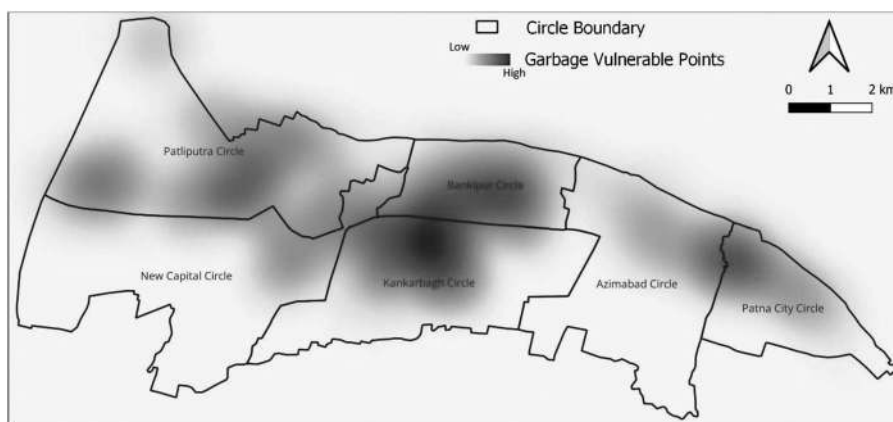 Circle Boundary
Low
High
Garbage Vulnerable Points
0 1 2 km
Patliputra Circle
Bankipur Circle
New Capital Circle
Kankarbagh Circle
Azimabad Circle
Patna City Circle